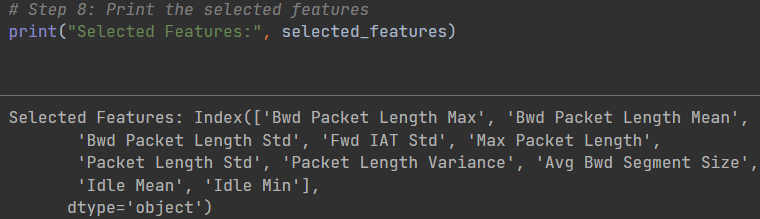 # Step 8: Print the selected features
print("Selected Features:", selected_features)
Selected Features: Index(['Bwd Packet Length Max', 'Bwd Packet Length Mean',
       'Bwd Packet Length Std', 'Fwd IAT Std', 'Max Packet Length',
       'Packet Length Std', 'Packet Length Variance', 'Avg Bwd Segment Size',
       'Idle Mean', 'Idle Min'],
      dtype='object')